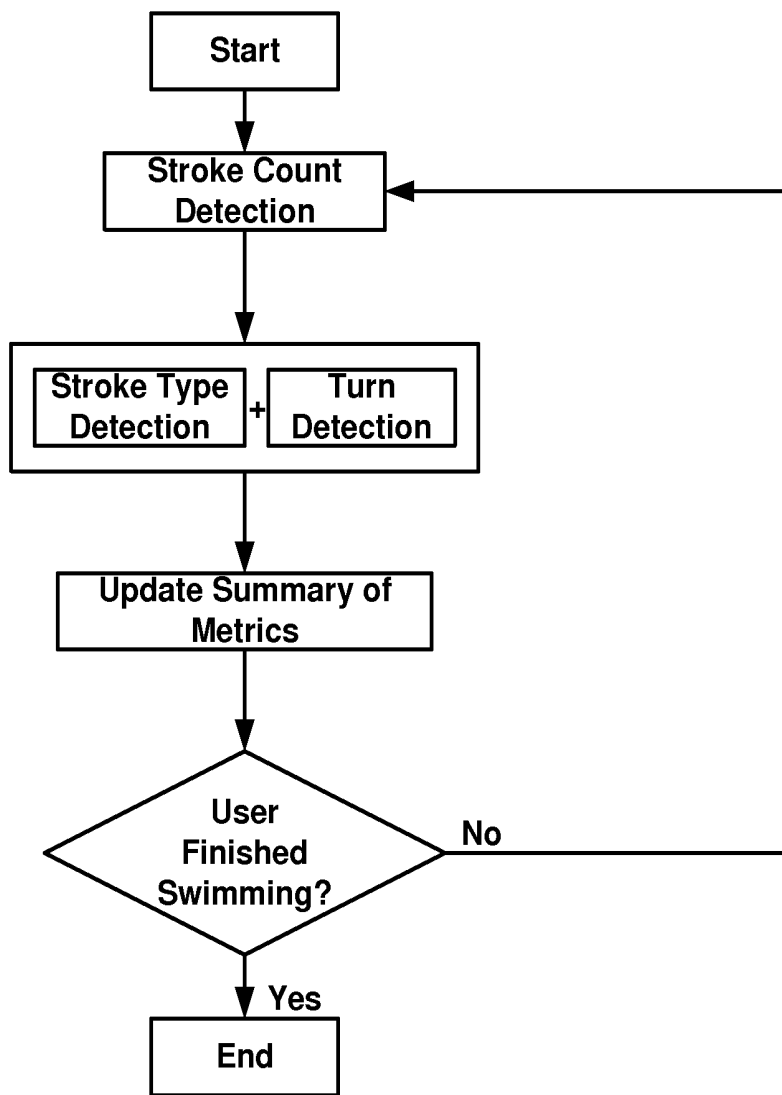 Start
Stroke Count
Detection
Stroke Type
Detection
+
Turn
Detection
Update Summary of
Metrics
User
Finished
Swimming?
No
Yes
End